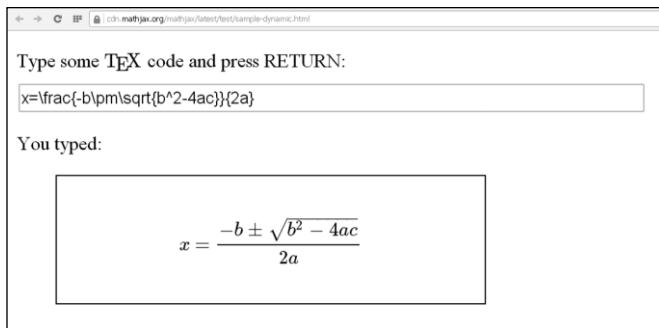 cdn.mathjax.org/mathjax/latest/test/sample-dynamic.html
Type some TEX code and press RETURN:
x=\frac{-b\pm\sqrt{b^2-4ac}}{2a}
You typed:
x = −b ± √b² − 4ac / 2a